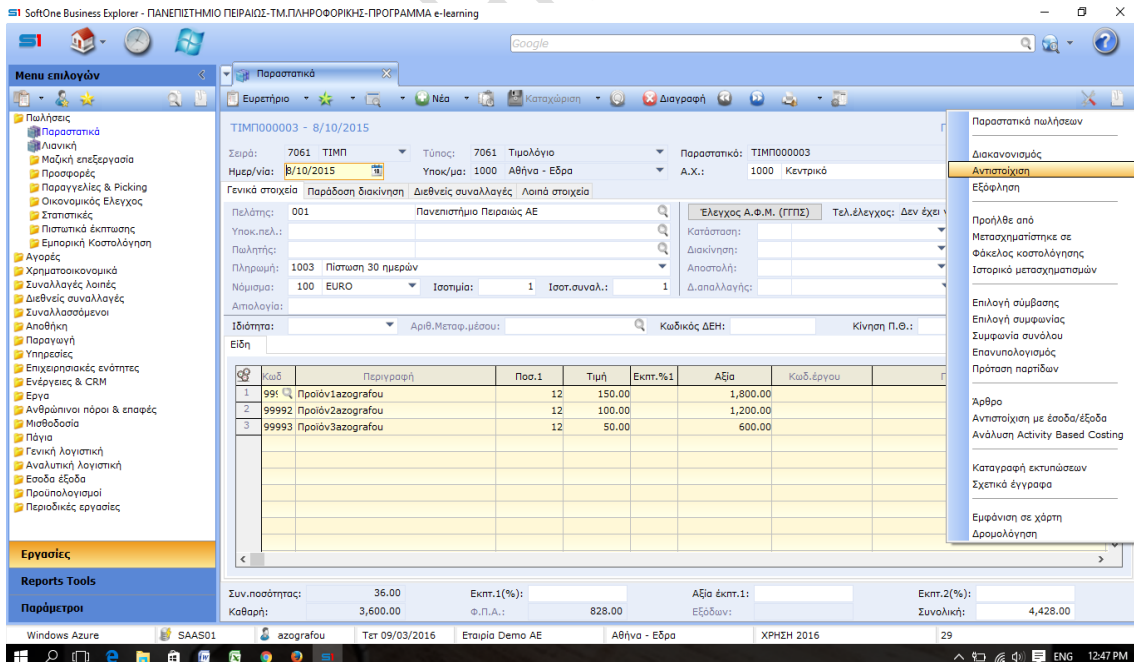 S1 SoftOne Business Explorer - ΠΑΝΕΠΙΣΤΗΜΙΟ ΠΕΙΡΑΙΩΣ-ΤΜ.ΠΛΗΡΟΦΟΡΙΚΗΣ-ΠΡΟΓΡΑΜΜΑ e-learning
S1 Google
Menu επιλογών
Παραστατικά
Ευρετήριο Νέα Καταχώριση Διαγραφή
Πωλήσεις
Παραστατικά
Λιανική
Μαζική επεξεργασία
Προσφορές
Παραγγελίες & Picking
Οικονομικός Ελεγχος
Στατιστικές
Πιστωτικά έκπτωσης
Εμπορική Κοστολόγηση
Αγορές
Χρηματοοικονομικά
Συναλλαγές λοιπές
Διεθνείς συναλλαγές
Συναλλασσόμενοι
Αποθήκη
Παραγωγή
Υπηρεσίες
Επιχειρησιακές ενότητες
Ενέργειες & CRM
Εργα
Ανθρώπινοι πόροι & επαφές
Μισθοδοσία
Πάγια
Γενική λογιστική
Αναλυτική λογιστική
Εσοδα έξοδα
Προϋπολογισμοί
Περιοδικές εργασίες
Εργασίες
Reports Tools
Παράμετροι
ΤΙΜΠ000003 - 8/10/2015
Σειρά: 7061 ΤΙΜΠ Τύπος: 7061 Τιμολόγιο Παραστατικό: ΤΙΜΠ000003
Ημερ/νία: 8/10/2015 Υποκ/μα: 1000 Αθήνα - Εδρα Α.Χ.: 1000 Κεντρικό
Γενικά στοιχεία Παράδοση διακίνηση Διεθνείς συναλλαγές Λοιπά στοιχεία
Πελάτης: 001 Πανεπιστήμιο Πειραιώς ΑΕ Έλεγχος Α.Φ.Μ. (ΓΓΠΣ) Τελ.έλεγχος: Δεν έχει
Υποκ.πελ.: Κατάσταση:
Πωλητής: Διακίνηση:
Πληρωμή: 1003 Πίστωση 30 ημερών Αποστολή:
Νόμισμα: 100 EURO Ισοτιμία: 1 Ισοτ.συναλ.: 1 Δ.απαλλαγής:
Αιτιολογία:
Ιδιότητα: Αριθ.Μεταφ.μέσου: Κωδικός ΔΕΗ: Κίνηση Π.Θ.:
Είδη
Κωδ Περιγραφή Ποσ.1 Τιμή Εκπτ.%1 Αξία Κωδ.έργου
1 999 Προϊόν1azografou 12 150.00 1,800.00
2 99992 Προϊόν2azografou 12 100.00 1,200.00
3 99993 Προϊόν3azografou 12 50.00 600.00
Συν.ποσότητας: 36.00 Εκπτ.1(%): Αξία έκπτ.1: Εκπτ.2(%):
Καθαρή: 3,600.00 Φ.Π.Α.: 828.00 Εξόδων: Συνολική: 4,428.00
Παραστατικά πωλήσεων
Διακανονισμός
Αντιστοίχιση
Εξόφληση
Προήλθε από
Μετασχηματίστηκε σε
Φάκελος κοστολόγησης
Ιστορικό μετασχηματισμών
Επιλογή σύμβασης
Επιλογή συμφωνίας
Συμφωνία συνόλου
Επανυπολογισμός
Πρόταση παρτίδων
Άρθρο
Αντιστοίχιση με έσοδα/έξοδα
Ανάλυση Activity Based Costing
Καταγραφή εκτυπώσεων
Σχετικά έγγραφα
Εμφάνιση σε χάρτη
Δρομολόγηση
Windows Azure SAAS01 azografou Τετ 09/03/2016 Εταιρία Demo ΑΕ Αθήνα - Εδρα ΧΡΗΣΗ 2016 29
ENG 12:47 PM